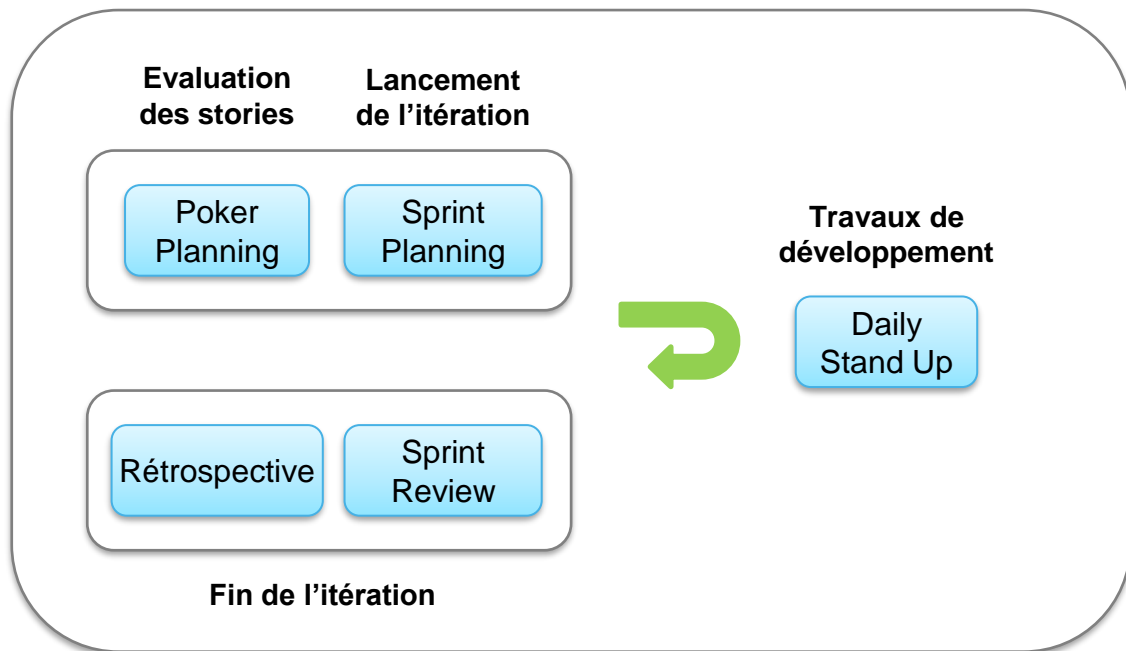 Evaluation
des stories
Lancement
de l’itération
Poker
Planning
Sprint
Planning
Travaux de
développement
Daily
Stand Up
Rétrospective
Sprint
Review
Fin de l’itération